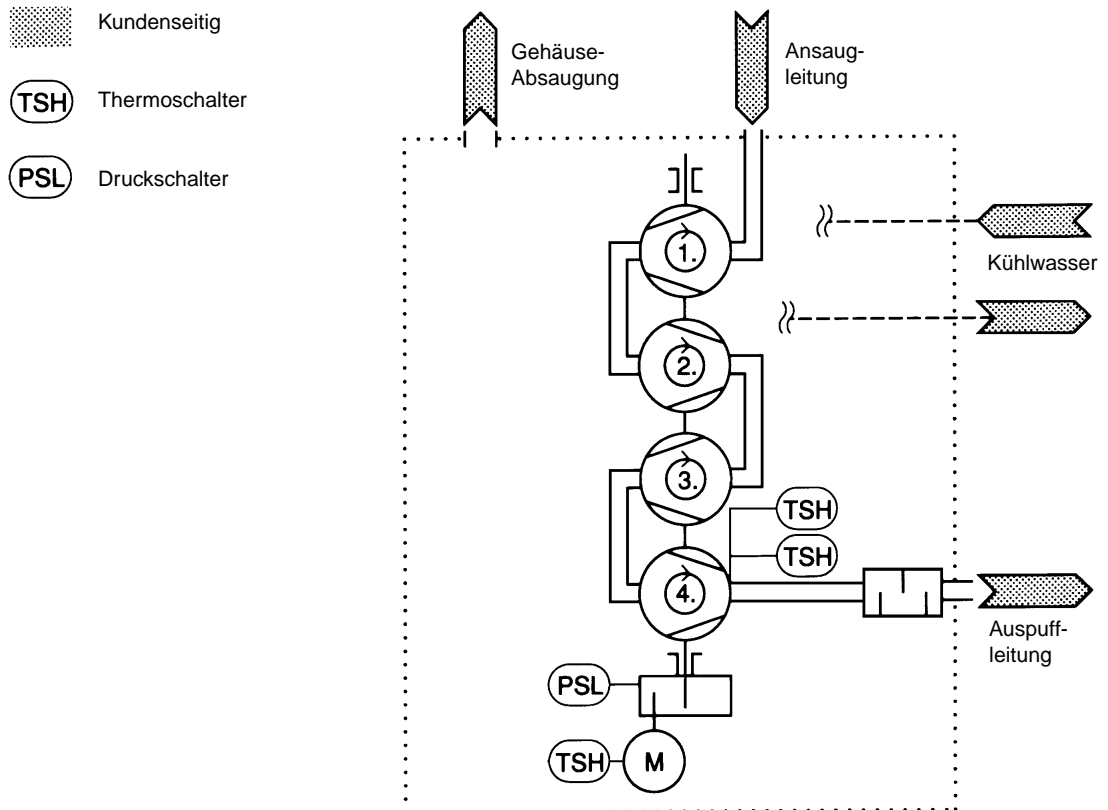 Kundenseitig
TSH
Thermoschalter
PSL
Druckschalter
Gehäuse-
Absaugung
Ansaug-
leitung
Kühlwasser
1.
2.
3.
TSH
TSH
4.
Auspuff-
leitung
PSL
TSH
M